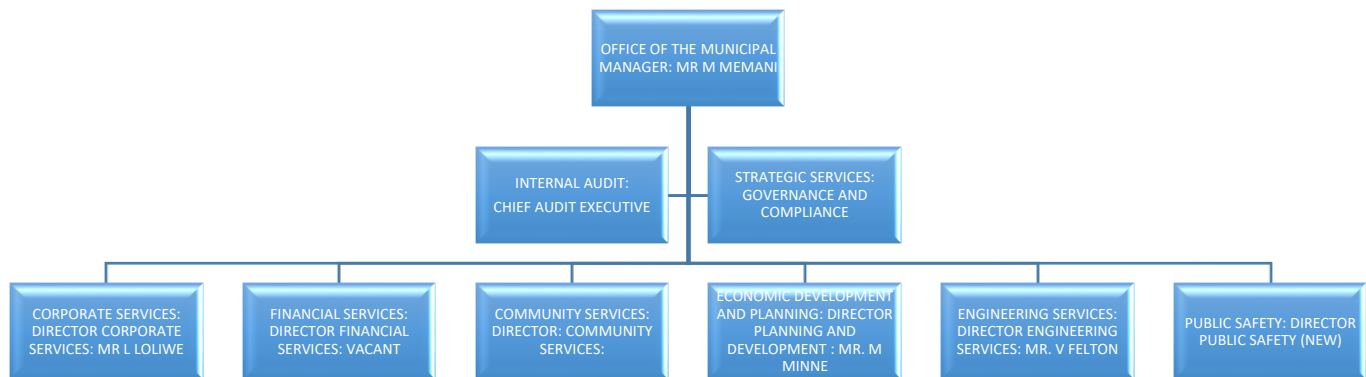 OFFICE OF THE MUNICIPAL
MANAGER: MR M MEMANI
INTERNAL AUDIT:
CHIEF AUDIT EXECUTIVE
STRATEGIC SERVICES:
GOVERNANCE AND
COMPLIANCE
CORPORATE SERVICES:
DIRECTOR CORPORATE
SERVICES: MR L LOLIWE
FINANCIAL SERVICES:
DIRECTOR FINANCIAL
SERVICES: VACANT
COMMUNITY SERVICES:
DIRECTOR: COMMUNITY
SERVICES:
ECONOMIC DEVELOPMENT
AND PLANNING: DIRECTOR
PLANNING AND
DEVELOPMENT : MR. M
MINNE
ENGINEERING SERVICES:
DIRECTOR ENGINEERING
SERVICES: MR. V FELTON
PUBLIC SAFETY: DIRECTOR
PUBLIC SAFETY (NEW)